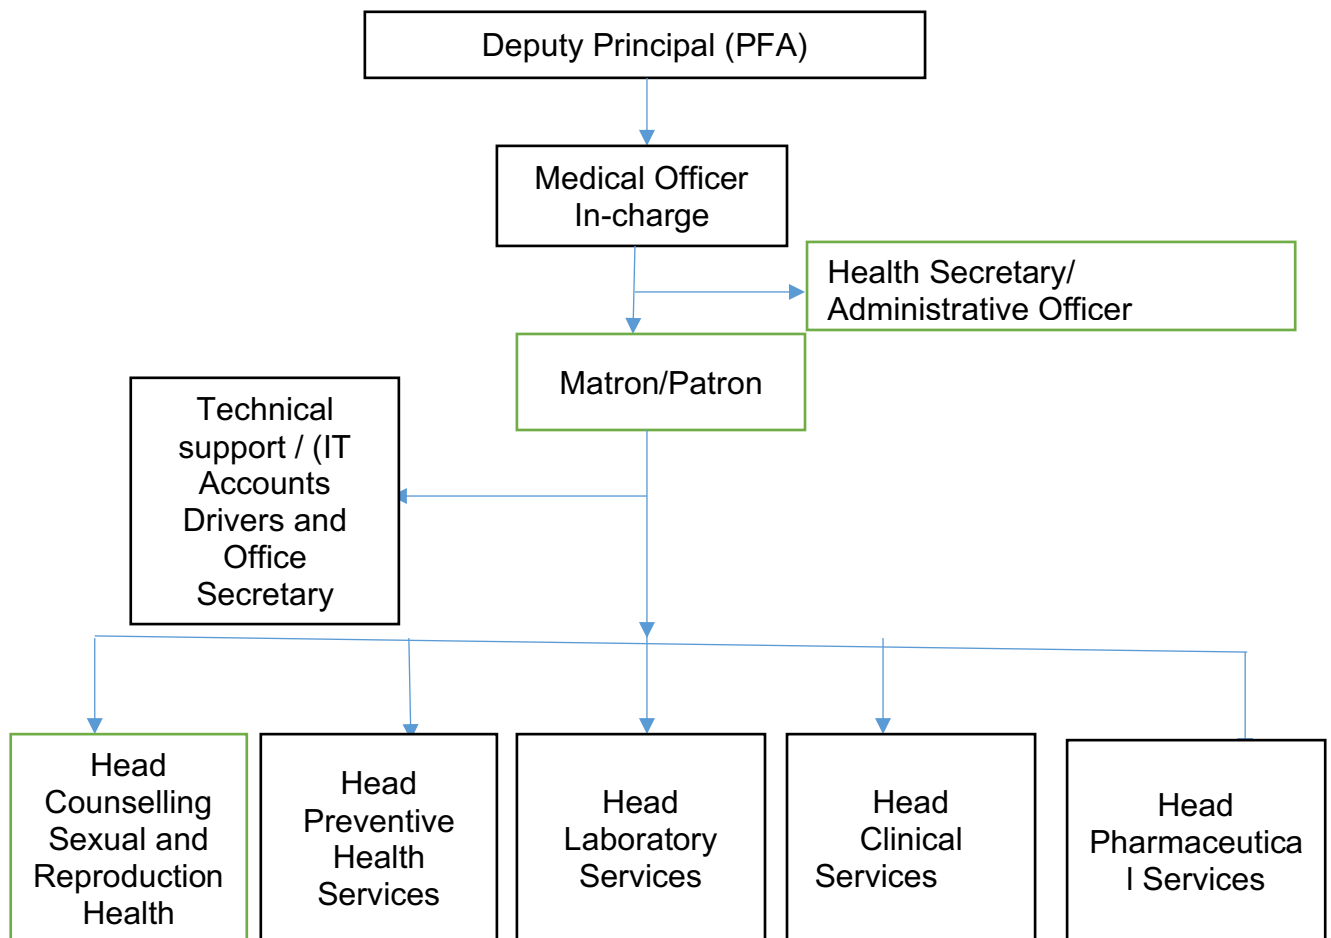 Deputy Principal (PFA)
Medical Officer
In-charge
Health Secretary/
Administrative Officer
Matron/Patron
Technical
support / (IT
Accounts
Drivers and
Office
Secretary
Head
Counselling
Sexual and
Reproduction
Health
Head
Preventive
Health
Services
Head
Laboratory
Services
Head
Clinical
Services
Head
Pharmaceutica
l Services